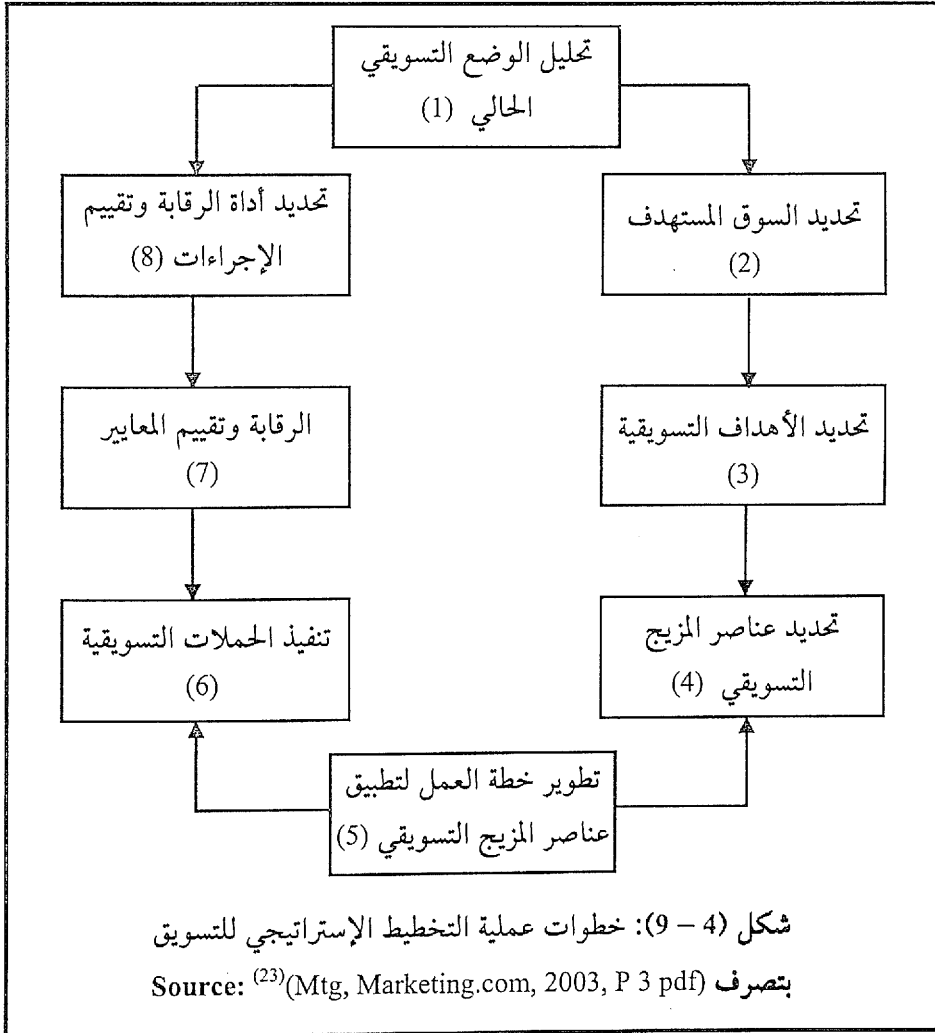 تحليل الوضع التسويقي
الحالي (1)
تحديد السوق المستهدف
(2)
تحديد الأهداف التسويقية
(3)
تحديد عناصر المزيج
التسويقي (4)
تطوير خطة العمل لتطبيق
عناصر المزيج التسويقي (5)
تنفيذ الحملات التسويقية
(6)
الرقابة وتقييم المعايير
(7)
تحديد أداة الرقابة وتقييم
الإجراءات (8)
شكل (4 – 9): خطوات عملية التخطيط الإستراتيجي للتسويق
بتصرف Source: (23)(Mtg, Marketing.com, 2003, P 3 pdf)